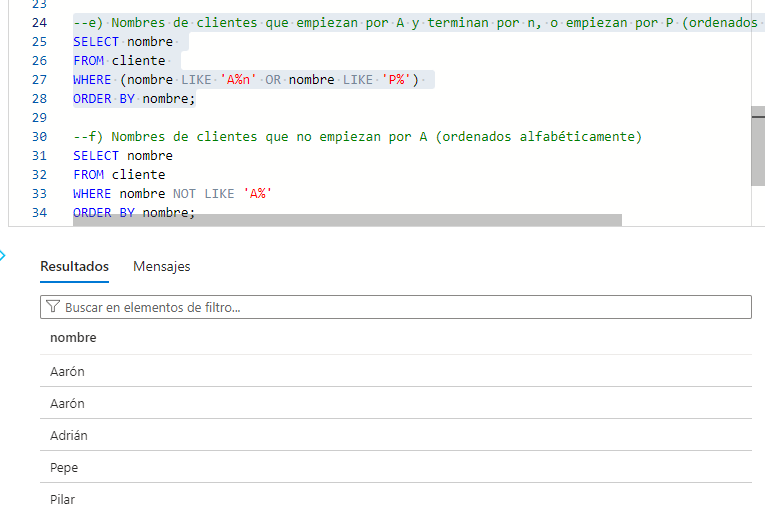 23
24 --e) Nombres de clientes que empiezan por A y terminan por n, o empiezan por P (ordenados
25 SELECT nombre
26 FROM cliente
27 WHERE (nombre LIKE 'A%n' OR nombre LIKE 'P%')
28 ORDER BY nombre;
29
30 --f) Nombres de clientes que no empiezan por A (ordenados alfabéticamente)
31 SELECT nombre
32 FROM cliente
33 WHERE nombre NOT LIKE 'A%'
34 ORDER BY nombre;
Resultados Mensajes
Buscar en elementos de filtro...
nombre
Aarón
Aarón
Adrián
Pepe
Pilar